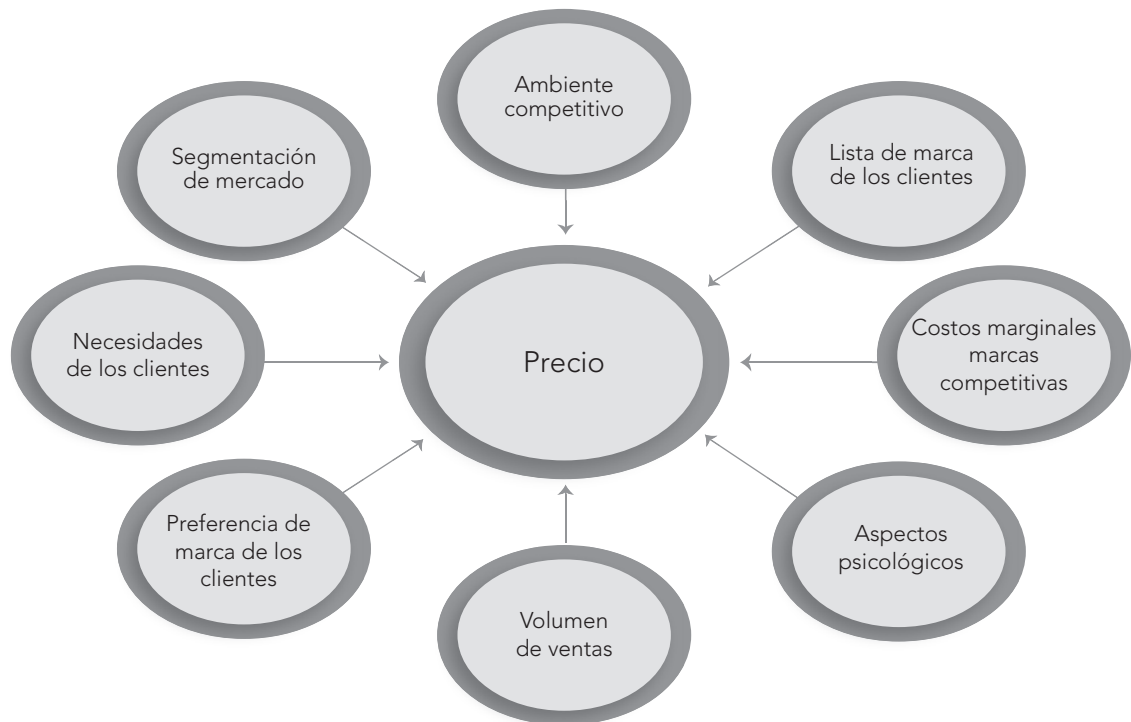 Ambiente
competitivo
Segmentación
de mercado
Lista de marca
de los clientes
Necesidades
de los clientes
Precio
Costos marginales
marcas
competitivas
Preferencia de
marca de los
clientes
Aspectos
psicológicos
Volumen
de ventas